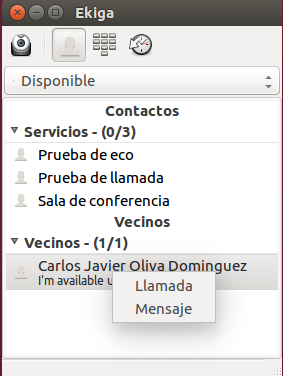 Ekiga
Disponible
Contactos
Servicios - (0/3)
Prueba de eco
Prueba de llamada
Sala de conferencia
Vecinos
Vecinos - (1/1)
Carlos Javier Oliva Dominguez
I'm available u
Llamada
Mensaje